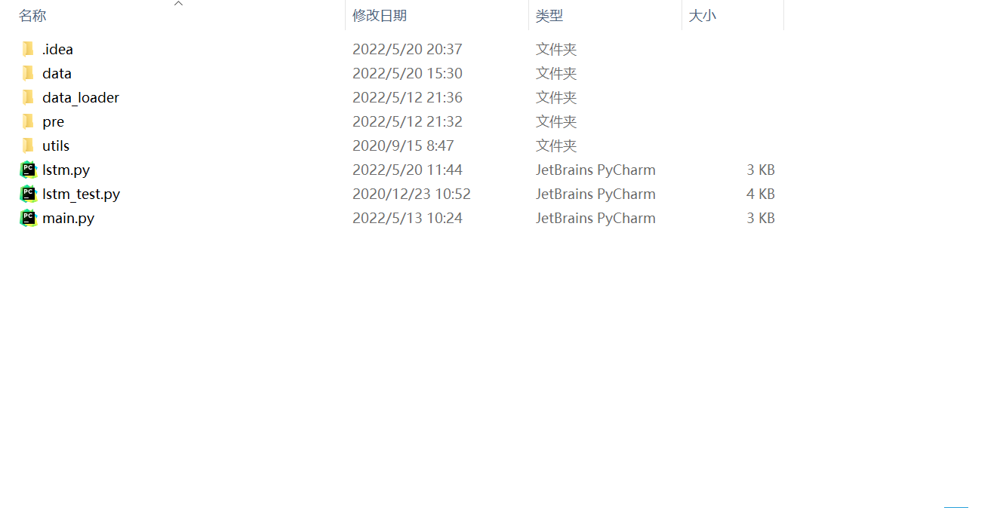 名称 修改日期 类型 大小
.idea 2022/5/20 20:37 文件夹
data 2022/5/20 15:30 文件夹
data_loader 2022/5/12 21:36 文件夹
pre 2022/5/12 21:32 文件夹
utils 2020/9/15 8:47 文件夹
lstm.py 2022/5/20 11:44 JetBrains PyCharm 3 KB
lstm_test.py 2020/12/23 10:52 JetBrains PyCharm 4 KB
main.py 2022/5/13 10:24 JetBrains PyCharm 3 KB